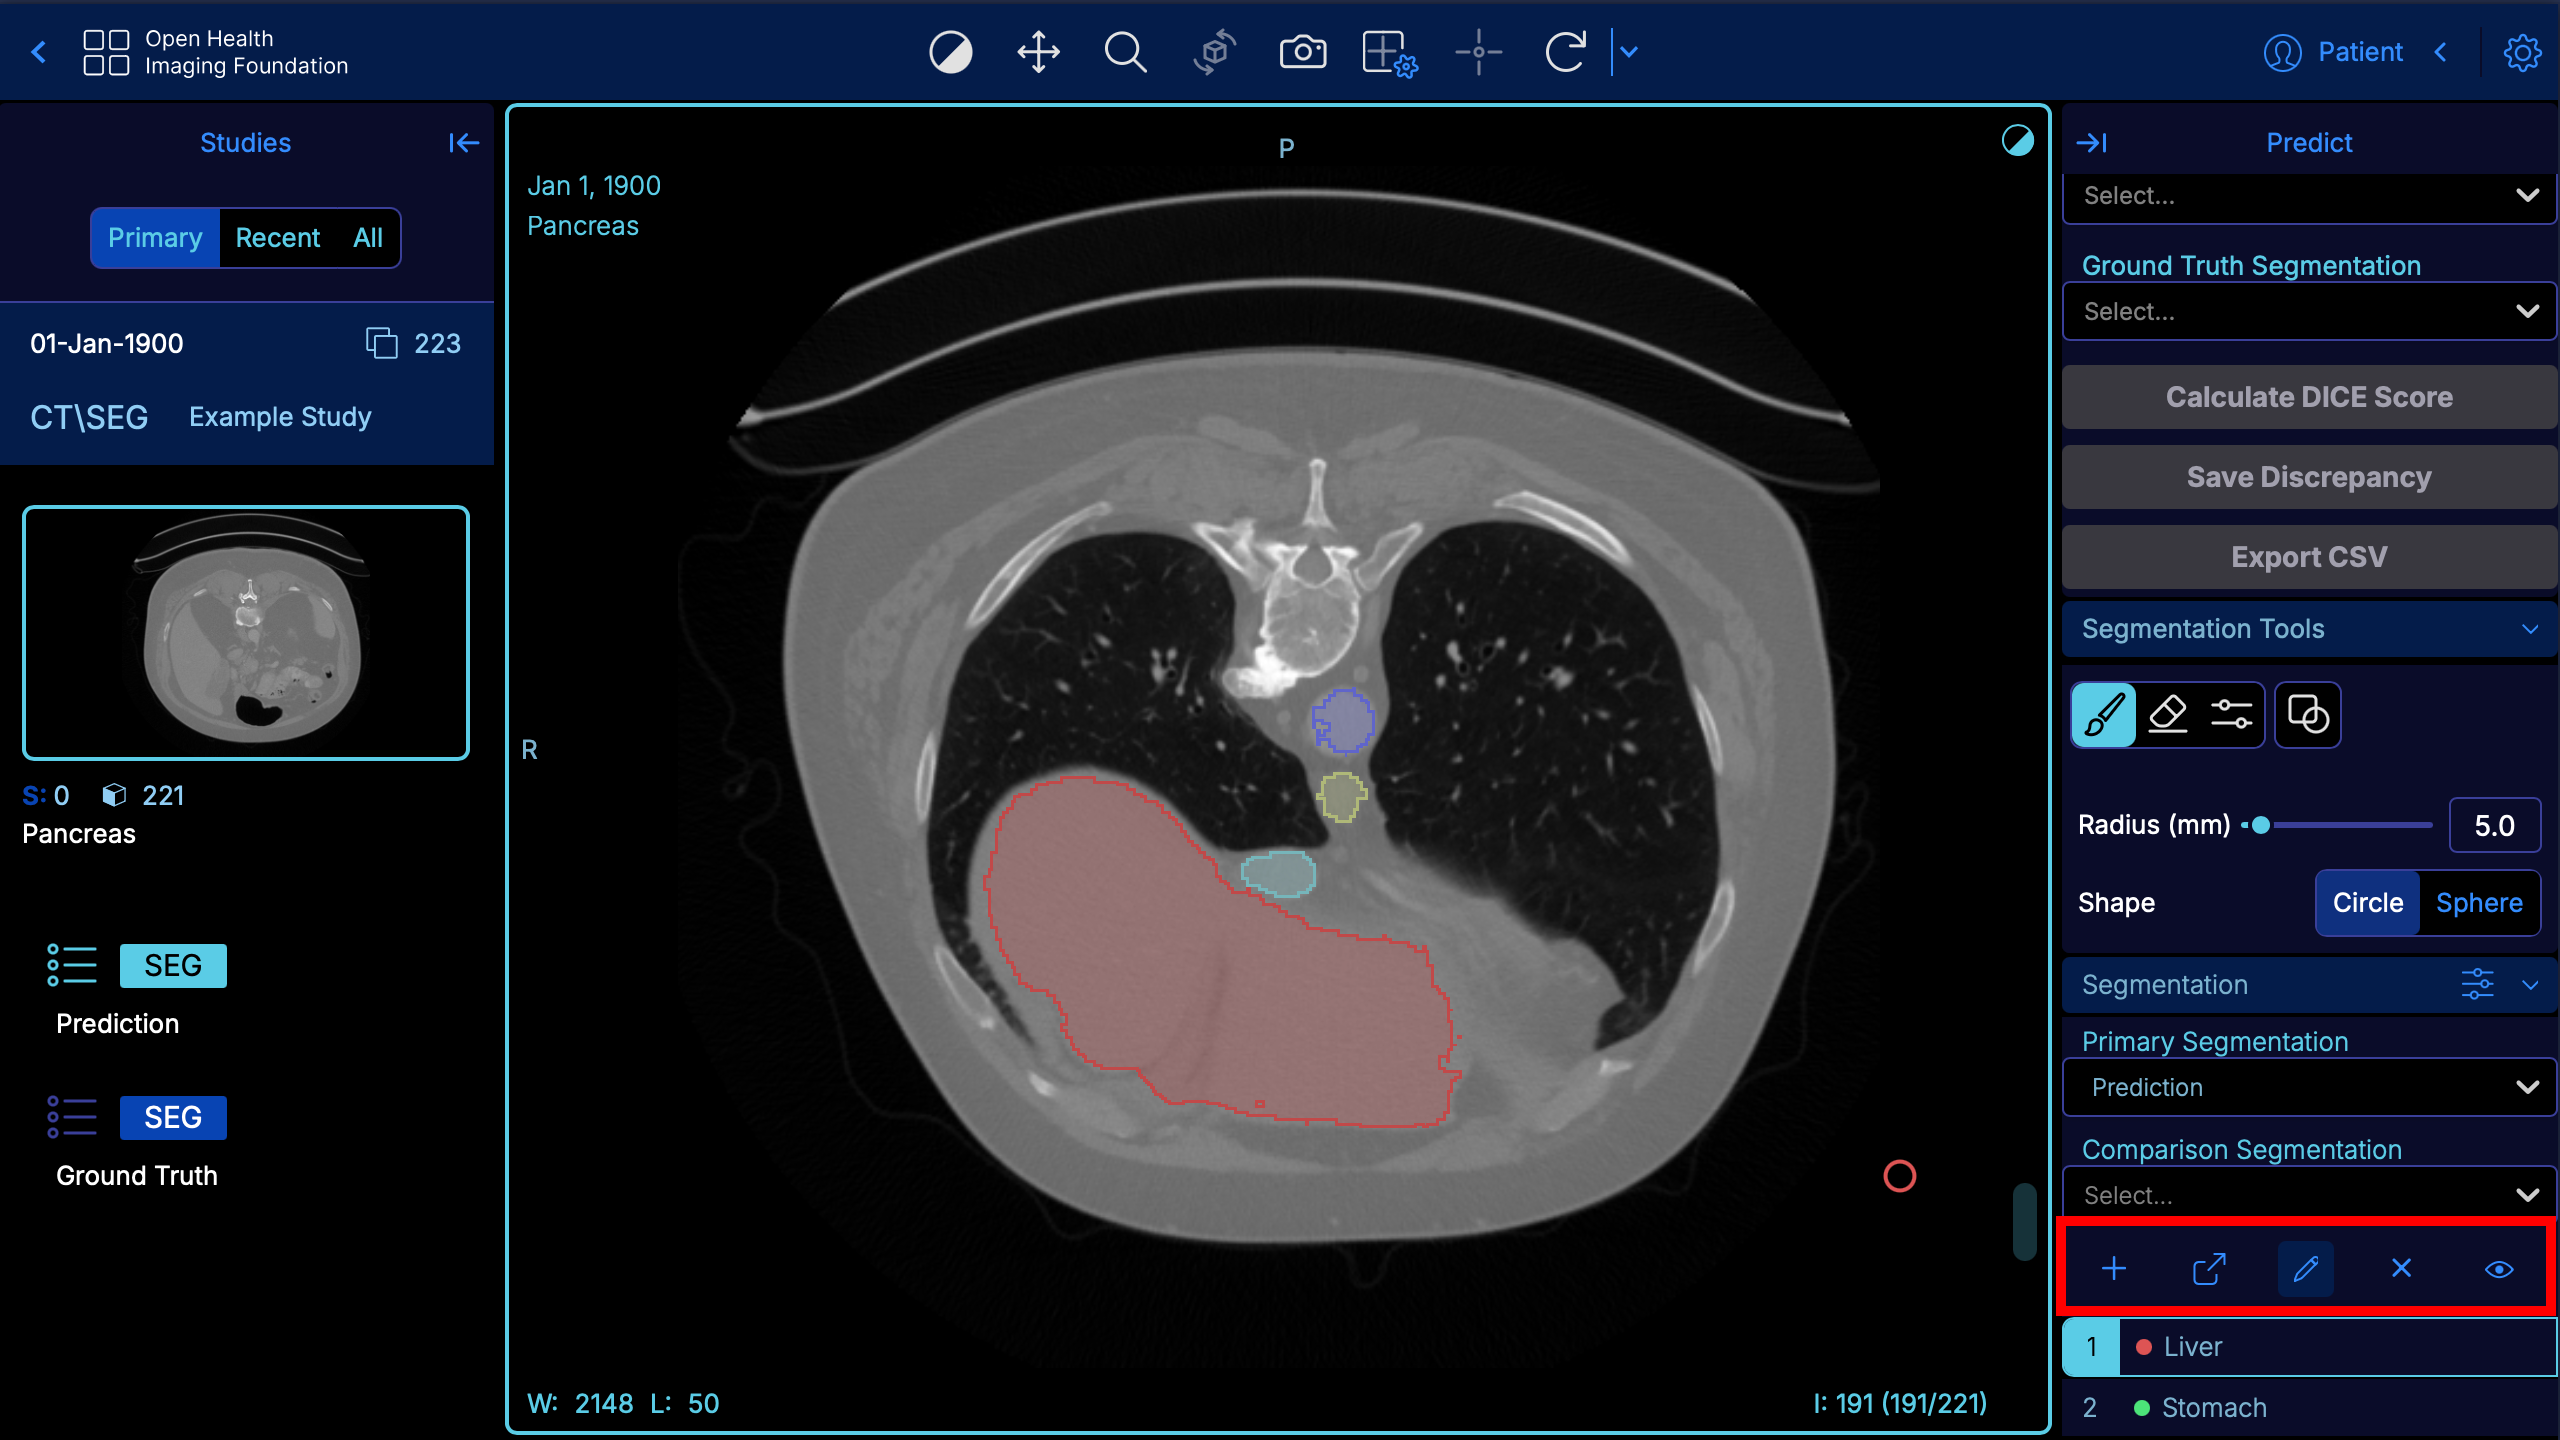 Open Health
Imaging Foundation
Patient
Studies
Primary Recent All
01-Jan-1900 223
CT\SEG Example Study
S: 0 221
Pancreas
SEG
Prediction
SEG
Ground Truth
P
Jan 1, 1900
Pancreas
R
W: 2148 L: 50
I: 191 (191/221)
Predict
Select...
Ground Truth Segmentation
Select...
Calculate DICE Score
Save Discrepancy
Export CSV
Segmentation Tools
Radius (mm) 5.0
Shape Circle Sphere
Segmentation
Primary Segmentation
Prediction
Comparison Segmentation
Select...
1 Liver
2 Stomach